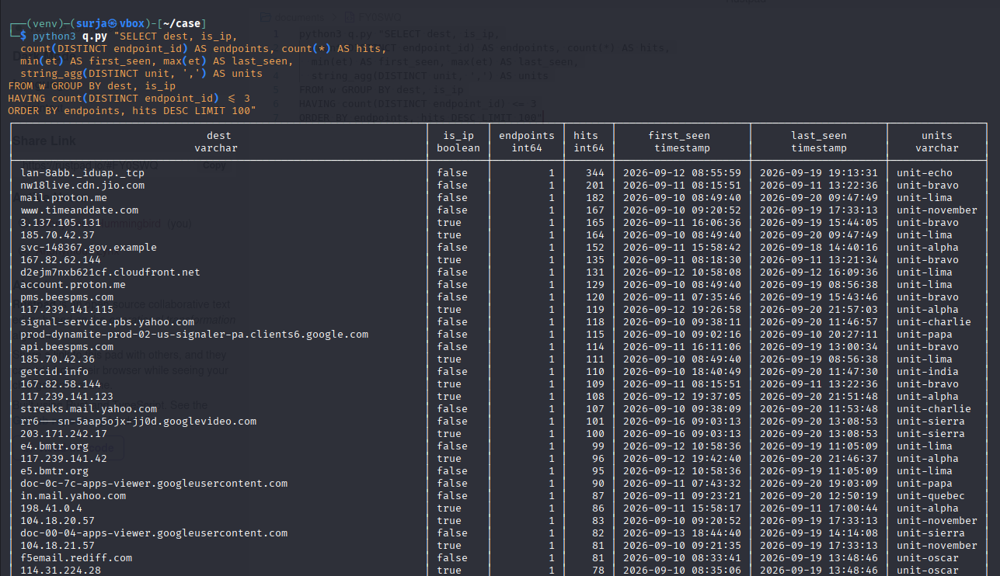 ┌──(venv)─(surja㉿vbox)-[~/case]
└─$ python3 q.py "SELECT dest, is_ip,
count(DISTINCT endpoint_id) AS endpoints, count(*) AS hits,
min(et) AS first_seen, max(et) AS last_seen,
string_agg(DISTINCT unit, ',') AS units
FROM w GROUP BY dest, is_ip
HAVING count(DISTINCT endpoint_id) <= 3
ORDER BY endpoints, hits DESC LIMIT 100"
dest is_ip endpoints hits first_seen last_seen units
varchar boolean int64 int64 timestamp timestamp varchar
lan-8abb._iduap._tcp false 1 344 2026-09-12 08:55:59 2026-09-19 19:13:31 unit-echo
nw18live.cdn.jio.com false 1 201 2026-09-11 08:15:51 2026-09-11 13:22:36 unit-bravo
mail.proton.me false 1 182 2026-09-10 08:49:40 2026-09-20 09:47:49 unit-lima
www.timeanddate.com false 1 167 2026-09-10 09:20:52 2026-09-19 17:33:13 unit-november
3.137.105.131 true 1 165 2026-09-11 16:06:36 2026-09-19 15:44:05 unit-bravo
185.70.42.37 true 1 164 2026-09-10 08:49:40 2026-09-20 09:47:49 unit-lima
svc-148367.gov.example false 1 152 2026-09-11 15:58:42 2026-09-18 14:40:16 unit-alpha
167.82.62.144 true 1 135 2026-09-11 08:18:30 2026-09-11 13:21:34 unit-bravo
d2ejm7nxb621cf.cloudfront.net false 1 131 2026-09-12 10:58:08 2026-09-12 16:09:36 unit-lima
account.proton.me false 1 129 2026-09-10 08:49:40 2026-09-19 08:56:38 unit-lima
pms.beespms.com false 1 120 2026-09-11 07:35:46 2026-09-19 15:43:46 unit-bravo
117.239.141.115 true 1 119 2026-09-12 19:26:58 2026-09-20 21:57:03 unit-alpha
signal-service.pbs.yahoo.com false 1 118 2026-09-10 09:38:11 2026-09-20 11:46:57 unit-charlie
prod-dynamite-prod-02-us-signaler-pa.clients6.google.com false 1 115 2026-09-10 09:02:16 2026-09-10 20:27:11 unit-papa
api.beespms.com false 1 114 2026-09-11 16:11:06 2026-09-19 13:00:34 unit-bravo
185.70.42.36 true 1 111 2026-09-10 08:49:40 2026-09-19 08:56:38 unit-lima
getcid.info false 1 110 2026-09-10 18:40:49 2026-09-20 11:47:30 unit-india
167.82.58.144 true 1 109 2026-09-11 08:15:51 2026-09-11 13:22:36 unit-bravo
117.239.141.123 true 1 108 2026-09-12 19:37:05 2026-09-20 21:51:48 unit-alpha
streaks.mail.yahoo.com false 1 107 2026-09-10 09:38:09 2026-09-20 11:53:48 unit-charlie
rr6---sn-5aap5ojx-jj0d.googlevideo.com false 1 101 2026-09-16 09:03:13 2026-09-20 13:08:53 unit-sierra
203.171.242.17 true 1 100 2026-09-16 09:03:13 2026-09-20 13:08:53 unit-sierra
e4.bmtr.org false 1 99 2026-09-12 10:58:36 2026-09-19 11:05:09 unit-lima
117.239.141.42 true 1 96 2026-09-12 19:42:40 2026-09-20 21:46:37 unit-alpha
e5.bmtr.org false 1 95 2026-09-12 10:58:36 2026-09-19 11:05:09 unit-lima
doc-0c-7c-apps-viewer.googleusercontent.com false 1 90 2026-09-11 07:43:32 2026-09-20 19:03:09 unit-papa
in.mail.yahoo.com false 1 87 2026-09-11 09:23:21 2026-09-20 12:50:19 unit-quebec
198.41.0.4 true 1 86 2026-09-11 15:58:17 2026-09-11 17:00:44 unit-alpha
104.18.20.57 true 1 83 2026-09-10 09:20:52 2026-09-19 17:33:13 unit-november
doc-00-04-apps-viewer.googleusercontent.com false 1 82 2026-09-13 18:44:40 2026-09-19 14:14:08 unit-sierra
104.18.21.57 true 1 81 2026-09-10 09:21:35 2026-09-19 17:33:13 unit-november
f5email.rediff.com false 1 81 2026-09-10 08:33:41 2026-09-19 13:48:46 unit-oscar
114.31.224.28 true 1 78 2026-09-10 08:35:06 2026-09-19 13:48:46 unit-oscar